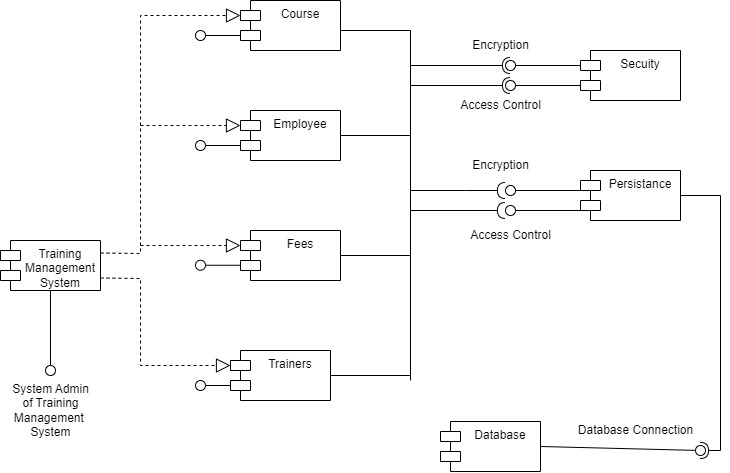 Course
Encryption
Secuity
Access Control
Employee
Encryption
Persistance
Access Control
Fees
Training
Management
System
Trainers
System Admin
of Training
Management
System
Database
Database Connection